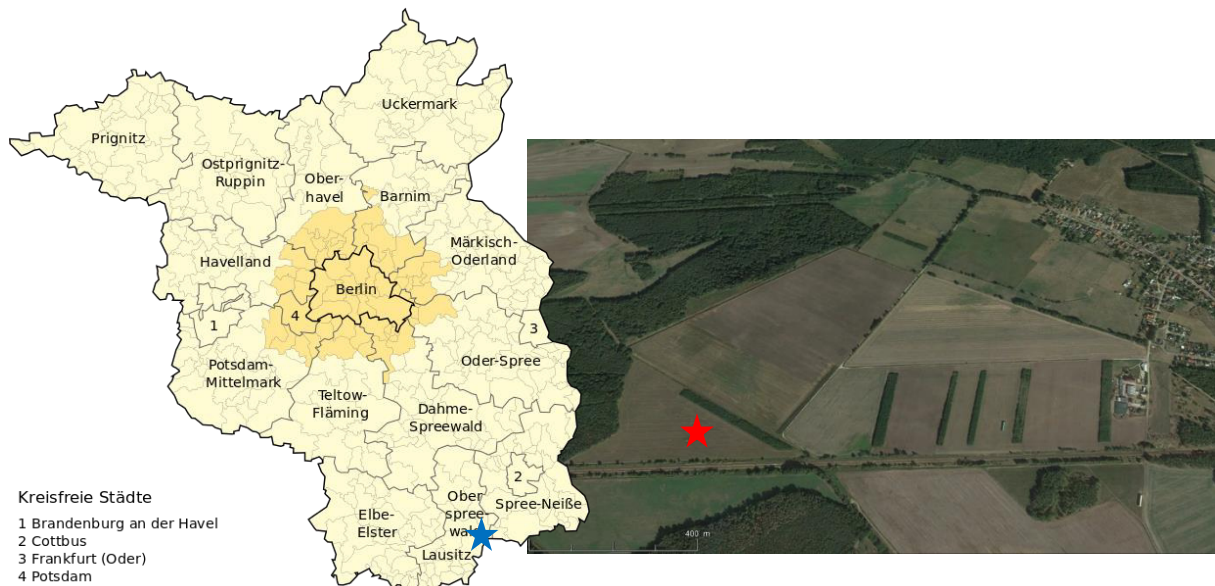 Uckermark
Prignitz
Ostprignitz-
Ruppin
Ober-
havel
Barnim
Märkisch-
Oderland
Havelland
Berlin
1
4
3
Potsdam-
Mittelmark
Oder-Spree
Teltow-
Fläming
Dahme-
Spreewald
2
Elbe-
Elster
Ober
spree-
wald
Lausitz
Spree-Neiße
400 m
Kreisfreie Städte
1 Brandenburg an der Havel
2 Cottbus
3 Frankfurt (Oder)
4 Potsdam